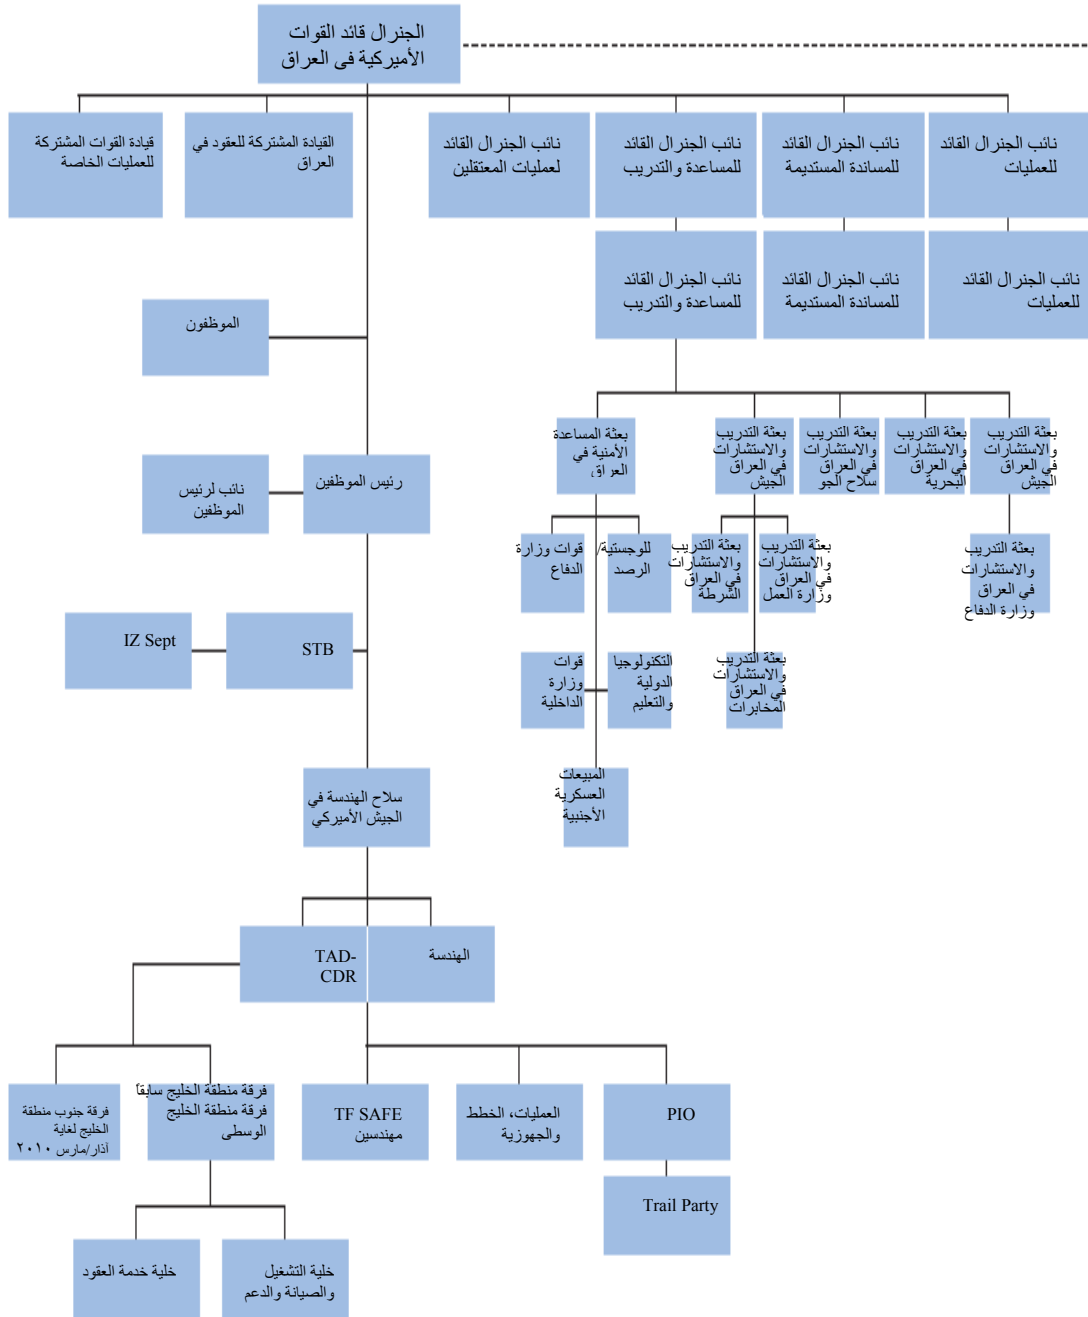 الجنرال قائد القوات
الأميركية في العراق
نائب الجنرال القائد
للعمليات
نائب الجنرال القائد
للمساندة المستديمة
نائب الجنرال القائد
للمساعدة والتدريب
نائب الجنرال القائد
لعمليات المعتقلين
القيادة المشتركة للعقود في
العراق
قيادة القوات المشتركة
للعمليات الخاصة
نائب الجنرال القائد
للعمليات
نائب الجنرال القائد
للمساندة المستديمة
نائب الجنرال القائد
للمساعدة والتدريب
الموظفون
بعثة التدريب
والاستشارات
في العراق
الجيش
بعثة التدريب
والاستشارات
في العراق
البحرية
بعثة التدريب
والاستشارات
في العراق
سلاح الجو
بعثة التدريب
والاستشارات
في العراق
الجيش
بعثة المساعدة
الأمنية في
العراق
رئيس الموظفين
نائب لرئيس
الموظفين
بعثة التدريب
والاستشارات
في العراق
وزارة الدفاع
بعثة التدريب
والاستشارات
في العراق
وزارة العمل
بعثة التدريب
والاستشارات
في العراق
الشرطة
للوجستية/
الرصد
قوات وزارة
الدفاع
STB
IZ Sept
بعثة التدريب
والاستشارات
في العراق
المخابرات
التكنولوجيا
الدولية
والتعليم
قوات
وزارة
الداخلية
المبيعات
العسكرية
الأجنبية
سلاح الهندسة في
الجيش الأميركي
الهندسة
TAD-
CDR
PIO
العمليات، الخطط
والجهوزية
TF SAFE
مهندسين
فرقة منطقة الخليج سابقاً
فرقة منطقة الخليج
الوسطى
فرقة جنوب منطقة
الخليج لغاية
آذار/مارس ٢٠١٠
Trail Party
خلية التشغيل
والصيانة والدعم
خلية خدمة العقود